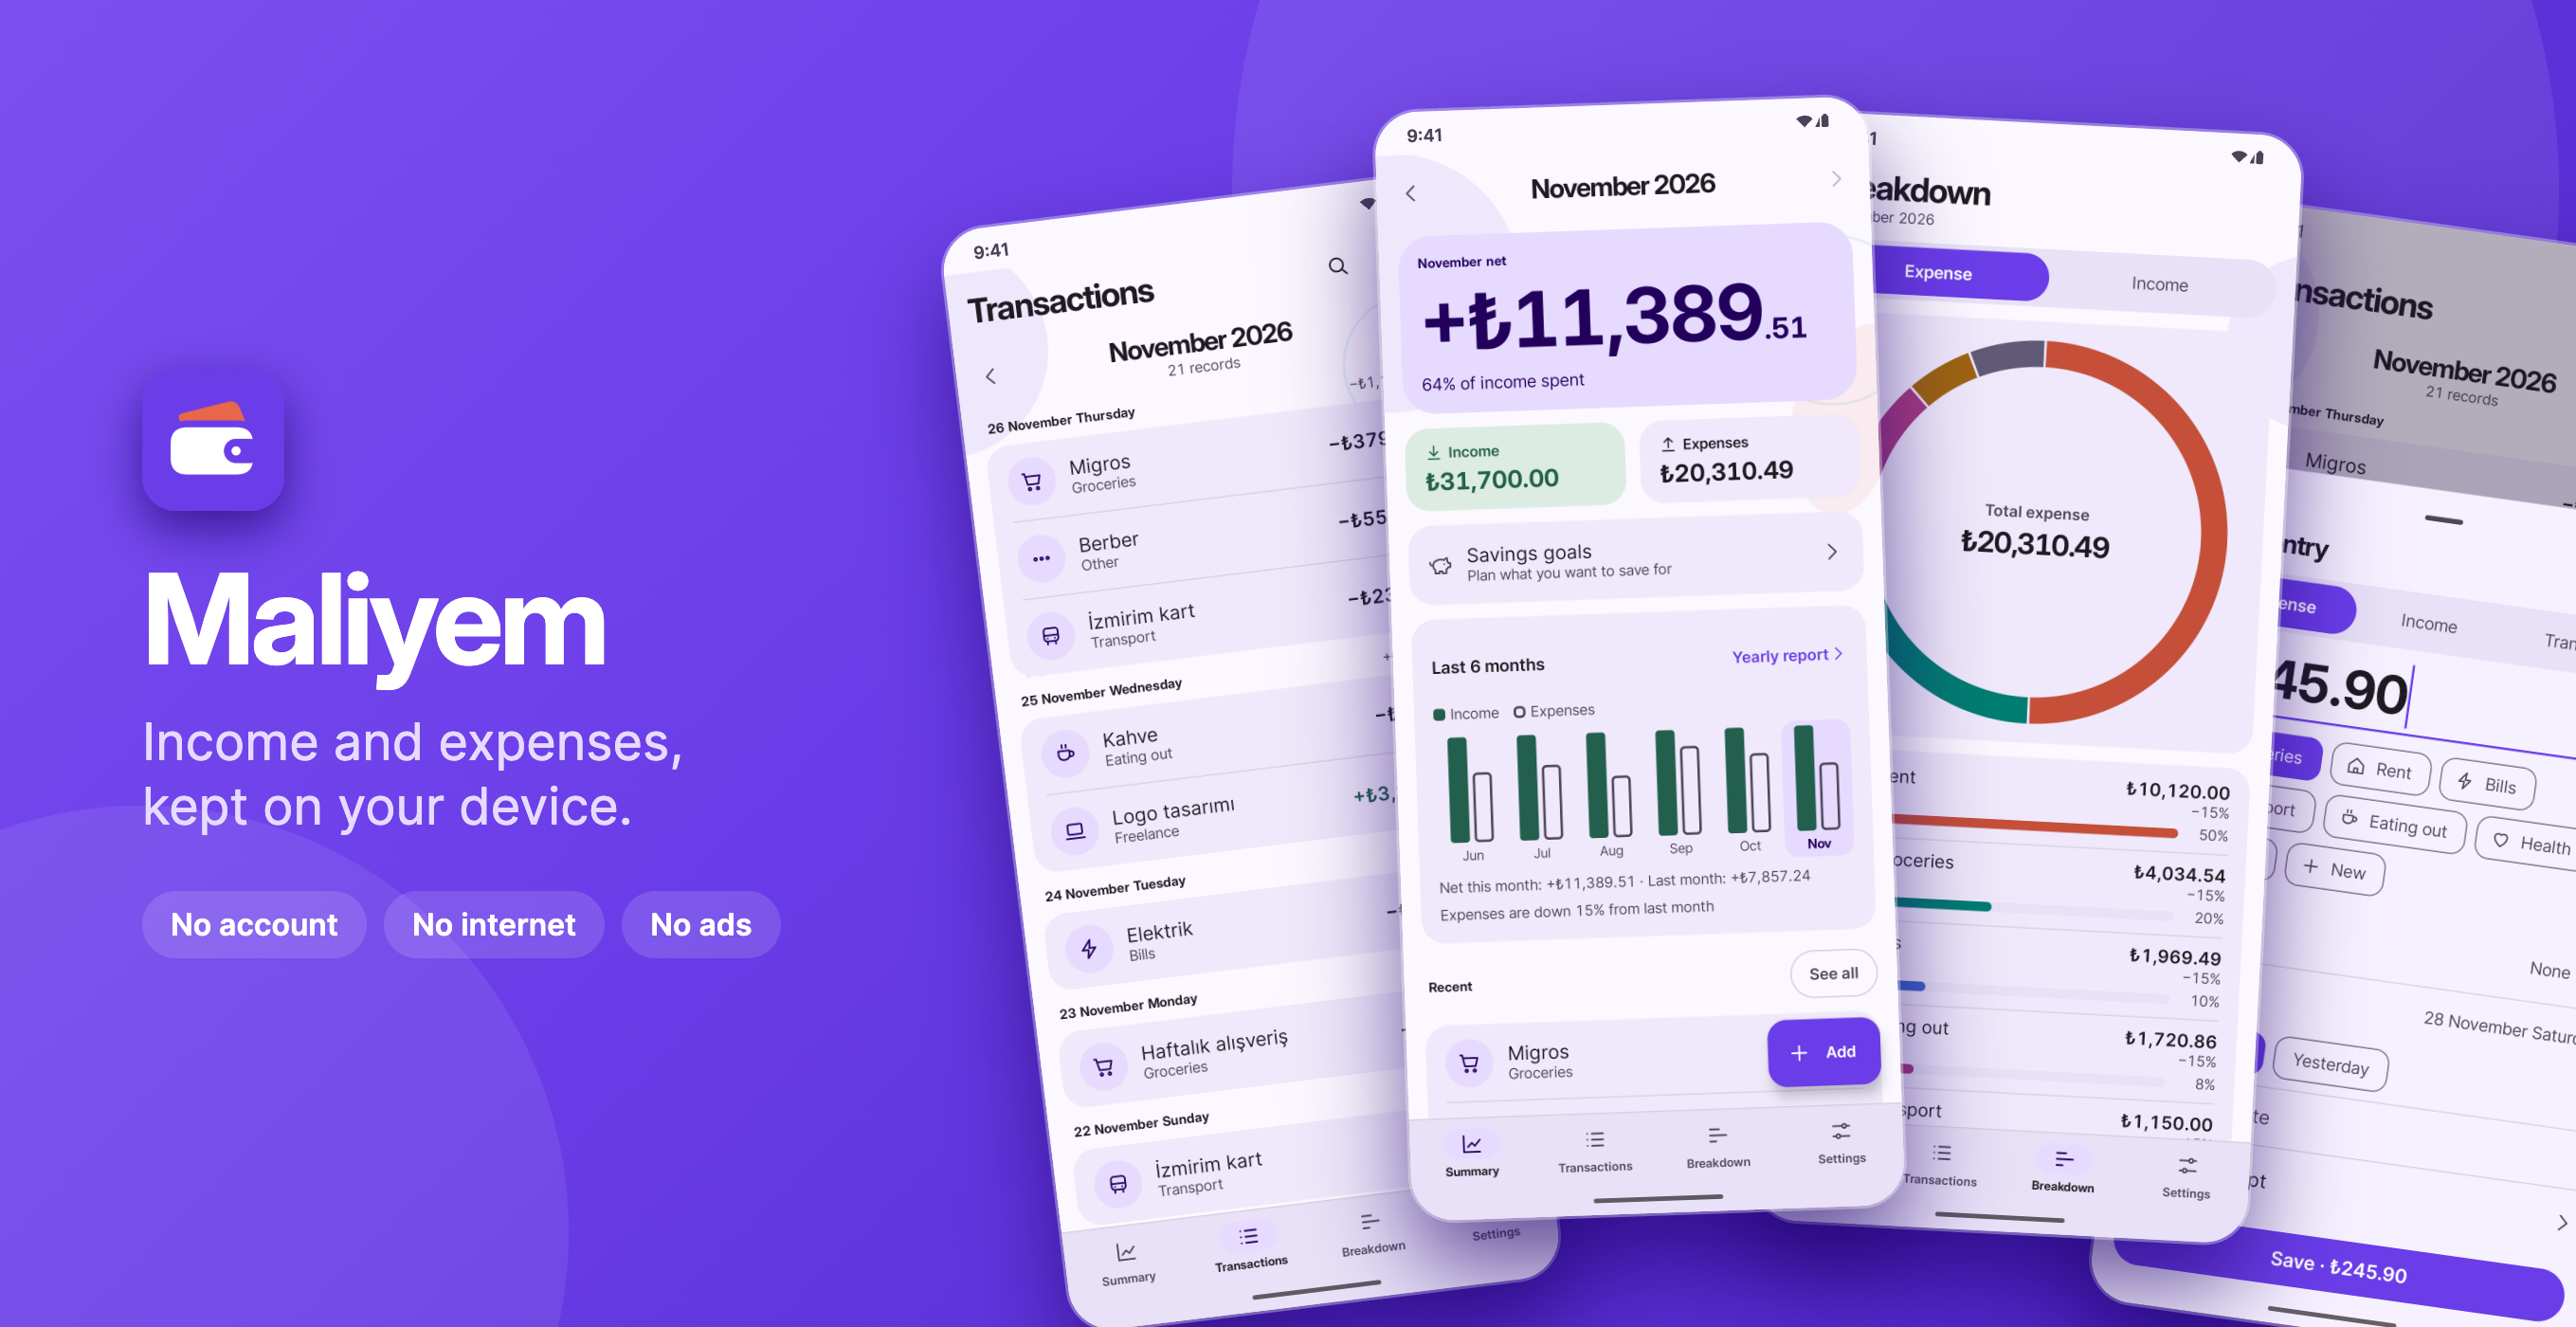 Maliyem
Income and expenses,
kept on your device.
No account
No internet
No ads
9:41
Transactions
November 2026
21 records
26 November Thursday
Migros
Groceries
Berber
Other
İzmirim kart
Transport
25 November Wednesday
Kahve
Eating out
Logo tasarımı
Freelance
24 November Tuesday
Elektrik
Bills
23 November Monday
Haftalık alışveriş
Groceries
22 November Sunday
İzmirim kart
Transport
Summary
Transactions
Breakdown
Settings
9:41
November 2026
November net
+₺11,389.51
64% of income spent
Income
₺31,700.00
Expenses
₺20,310.49
Savings goals
Plan what you want to save for
Last 6 months
Yearly report
Income
Expenses
Jun
Jul
Aug
Sep
Oct
Nov
Net this month: +₺11,389.51 · Last month: +₺7,857.24
Expenses are down 15% from last month
Recent
See all
Migros
Groceries
+ Add
Summary
Transactions
Breakdown
Settings
2026
Expense
Income
Total expense
₺20,310.49
₺10,120.00
−15%
50%
₺4,034.54
−15%
20%
₺1,969.49
−15%
10%
out
₺1,720.86
−15%
8%
₺1,150.00
Transactions
Breakdown
Settings
November 2026
21 records
Thursday
Migros
Income
45.90
Rent
Bills
Eating out
Health
+ New
None
28 November
Yesterday
Save · ₺245.90